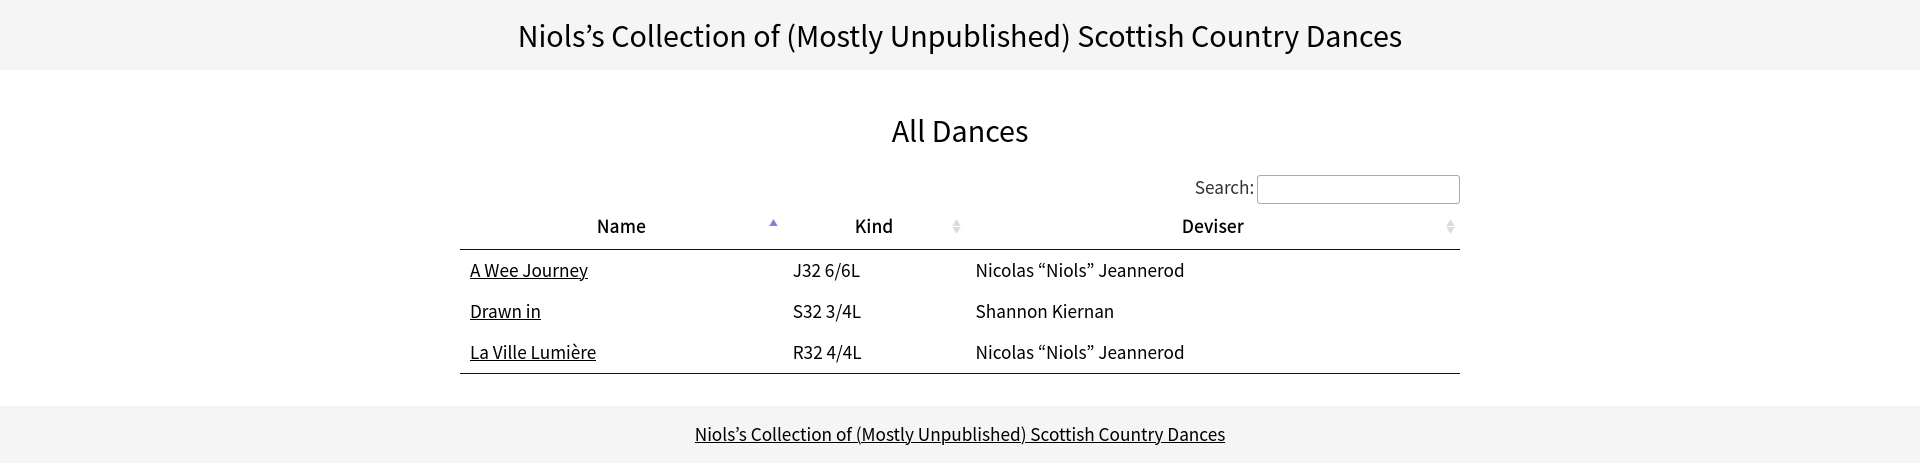 Niols’s Collection of (Mostly Unpublished) Scottish Country Dances
All Dances
Search:
Name Kind Deviser
A Wee Journey J32 6/6L Nicolas “Niols” Jeannerod
Drawn in S32 3/4L Shannon Kiernan
La Ville Lumière R32 4/4L Nicolas “Niols” Jeannerod
Niols’s Collection of (Mostly Unpublished) Scottish Country Dances